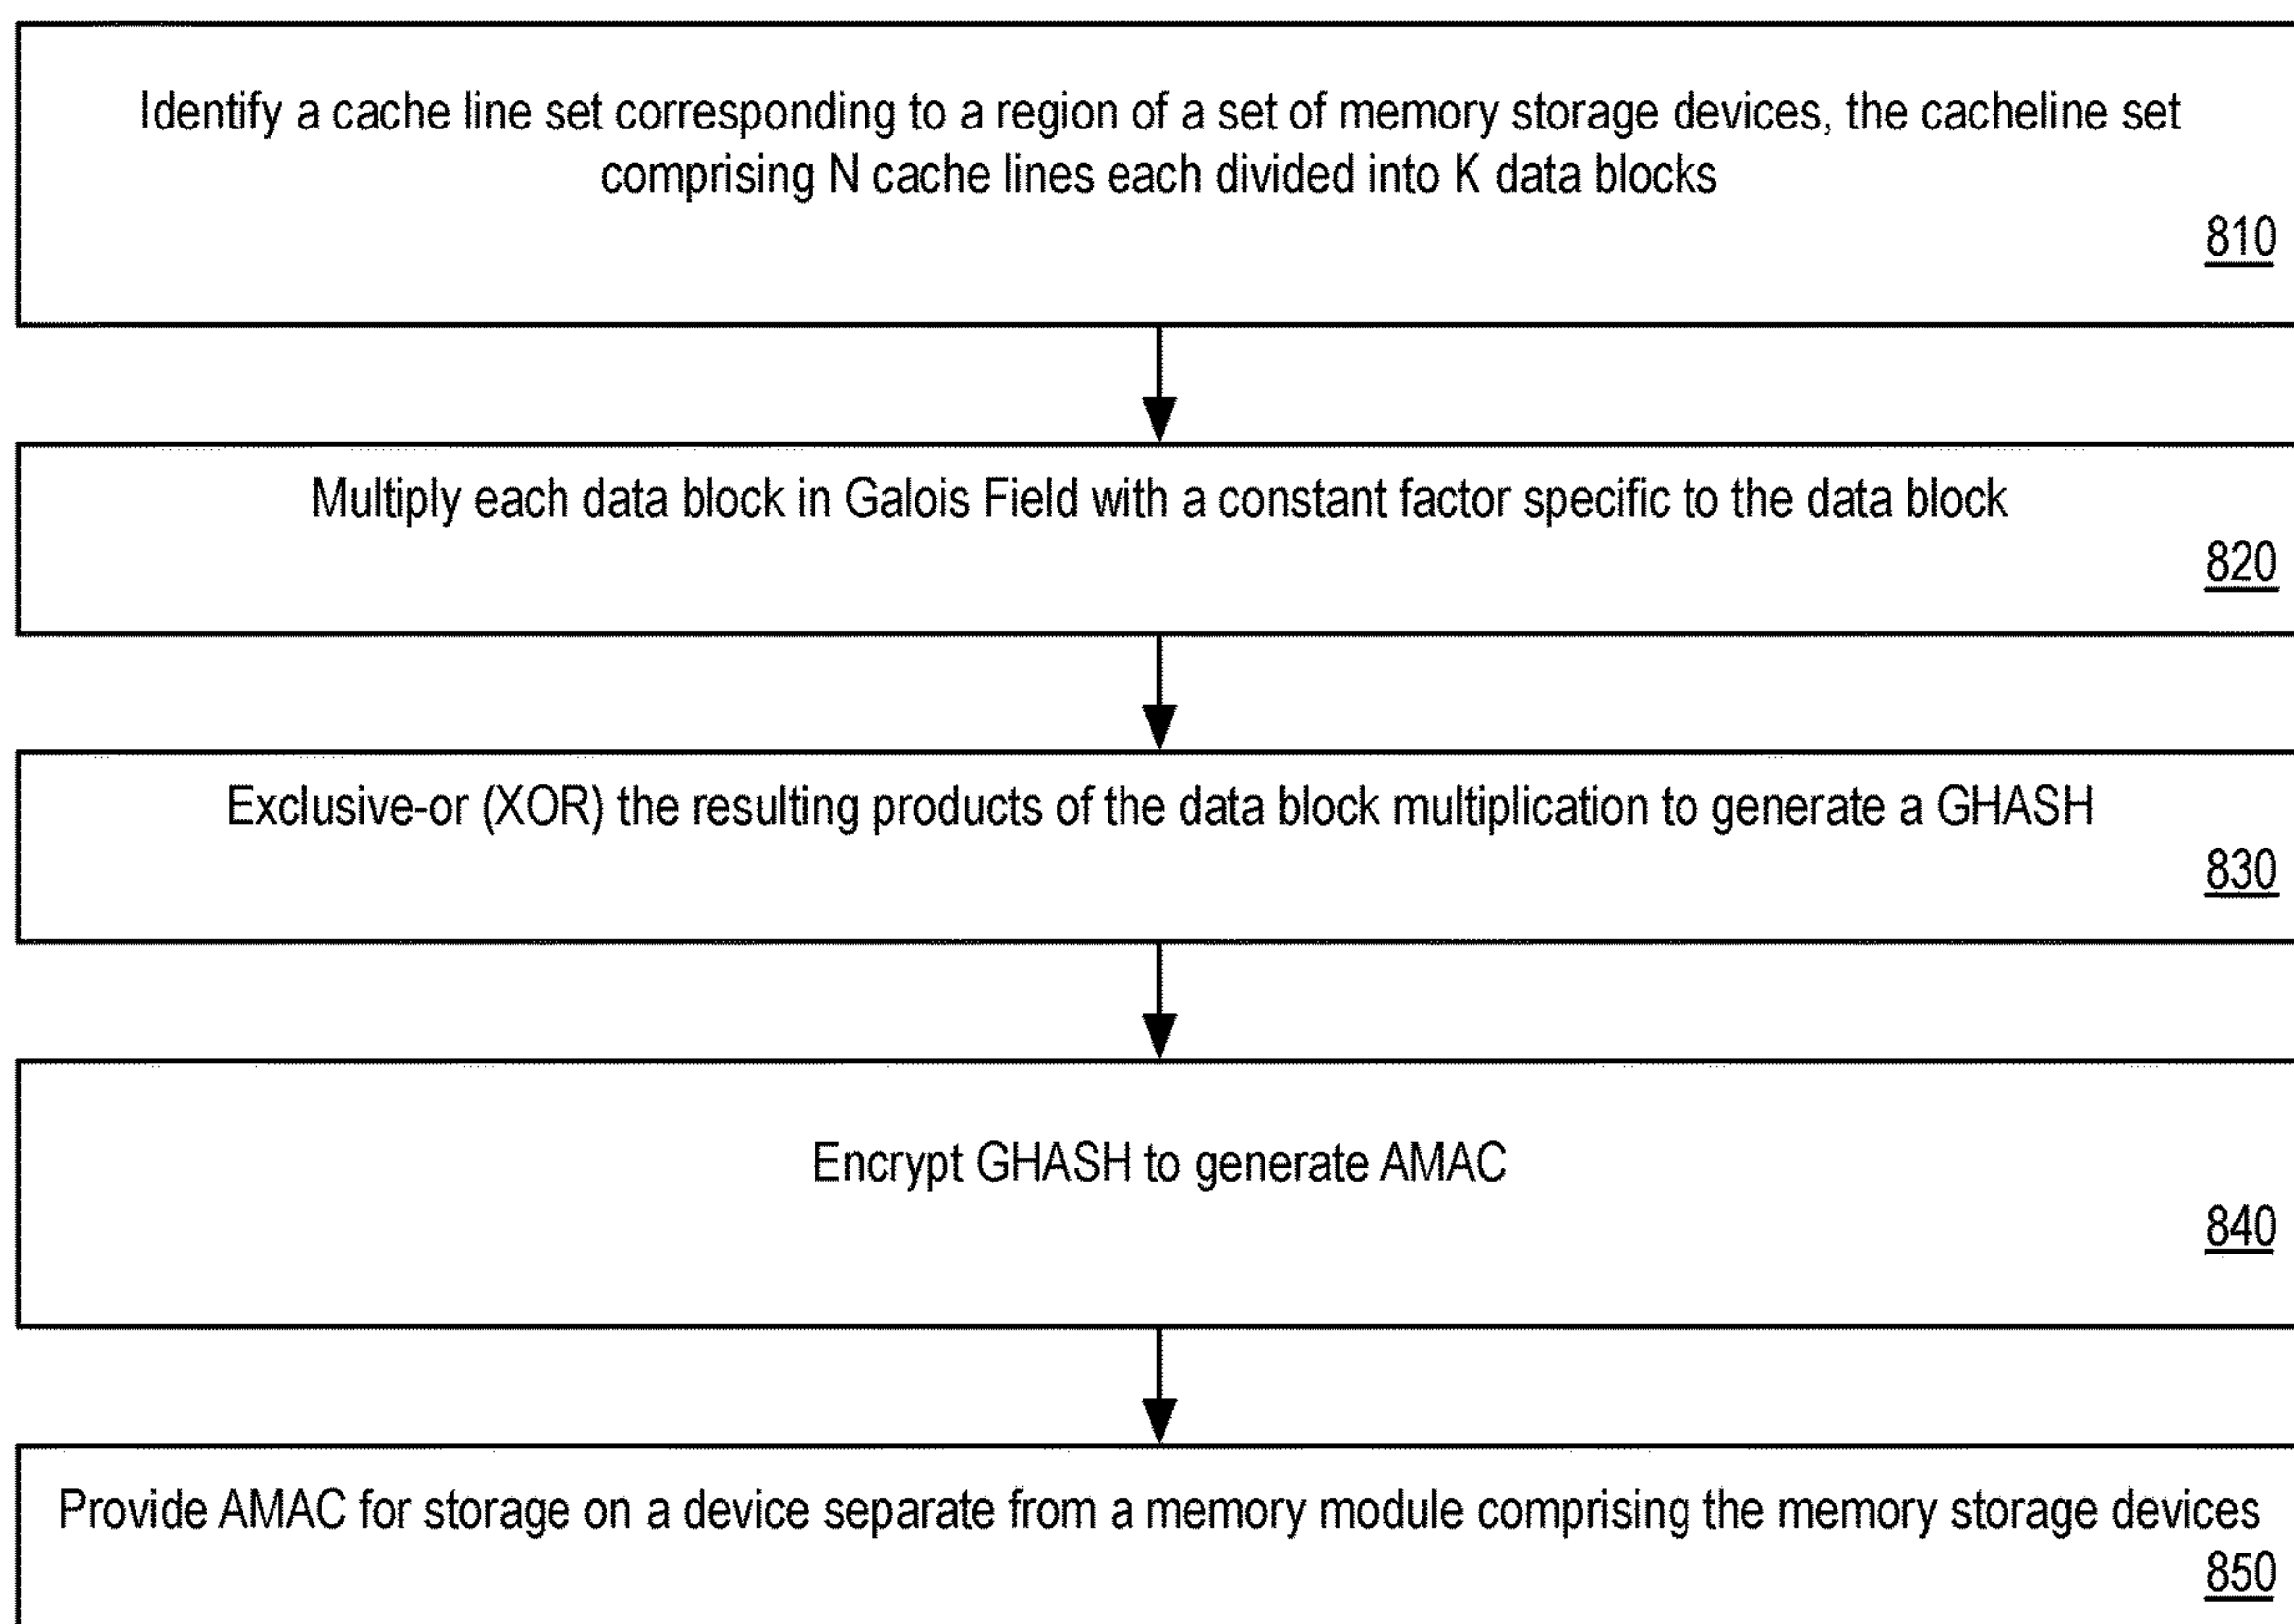 Identify a cache line set corresponding to a region of a set of memory storage devices, the cacheline set
comprising N cache lines each divided into K data blocks
810
Multiply each data block in Galois Field with a constant factor specific to the data block
820
Exclusive-or (XOR) the resulting products of the data block multiplication to generate a GHASH
830
Encrypt GHASH to generate AMAC
840
Provide AMAC for storage on a device separate from a memory module comprising the memory storage devices
850